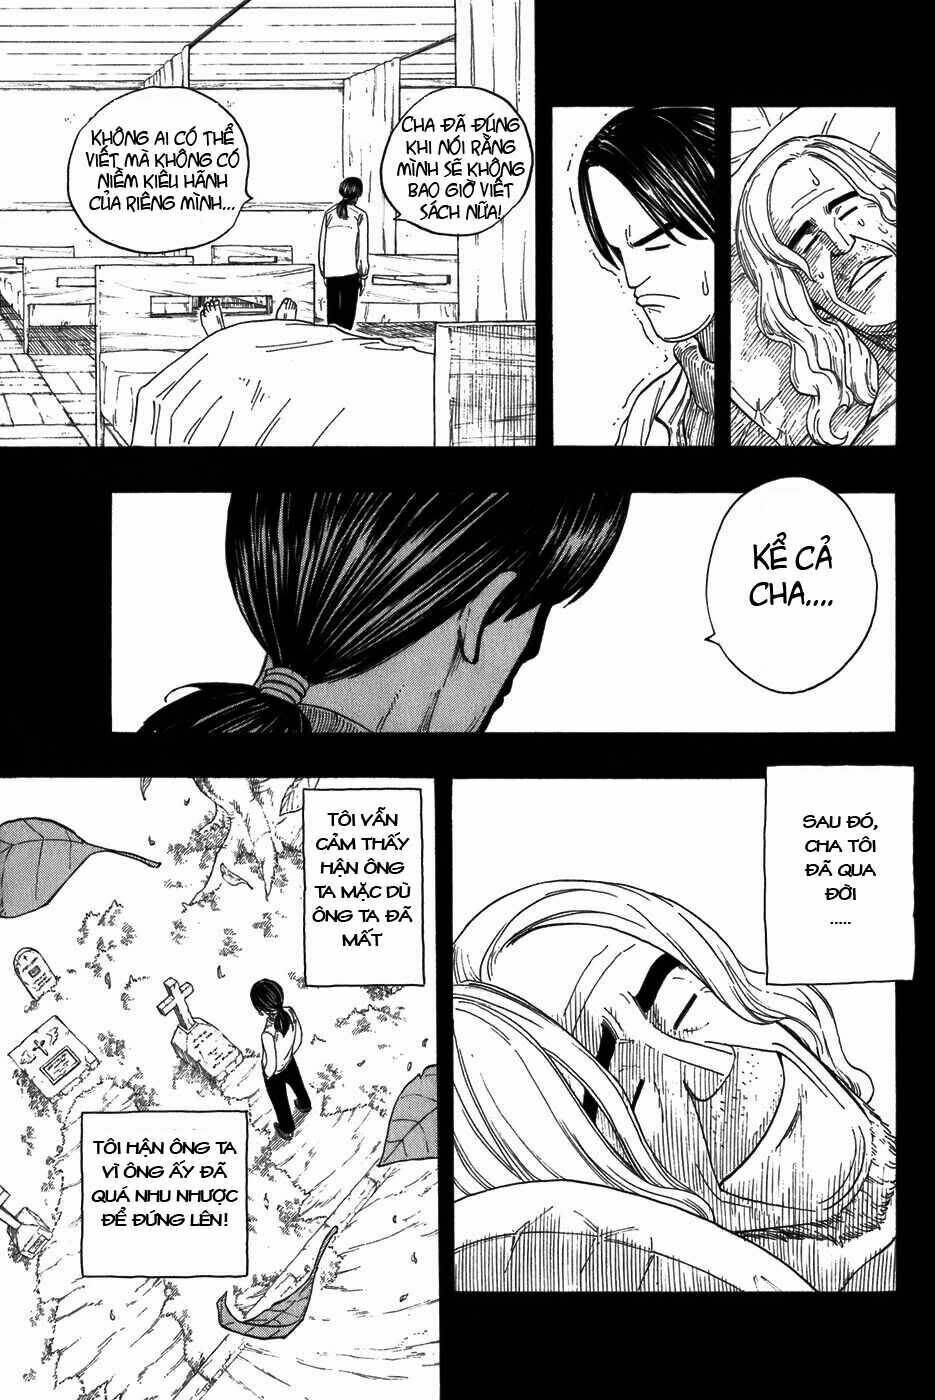 CHA ĐÃ ĐÚNG
KHI NÓI RẰNG
MÌNH SẼ KHÔNG
BAO GIỜ VIẾT
SÁCH NỮA!
KHÔNG AI CÓ THỂ
VIẾT MÀ KHÔNG CÓ
NIỀM KIÊU HÃNH
CỦA RIÊNG MÌNH...
KỂ CẢ
CHA....
SAU ĐÓ,
CHA TÔI
ĐÃ QUA
ĐỜI
.....
TÔI VẪN
CẢM THẤY
HẬN ÔNG
TA MẶC DÙ
ÔNG TA ĐÃ
MẤT
TÔI HẬN ÔNG TA
VÌ ÔNG ẤY ĐÃ
QUÁ NHU NHƯỢC
ĐỂ ĐỨNG LÊN!